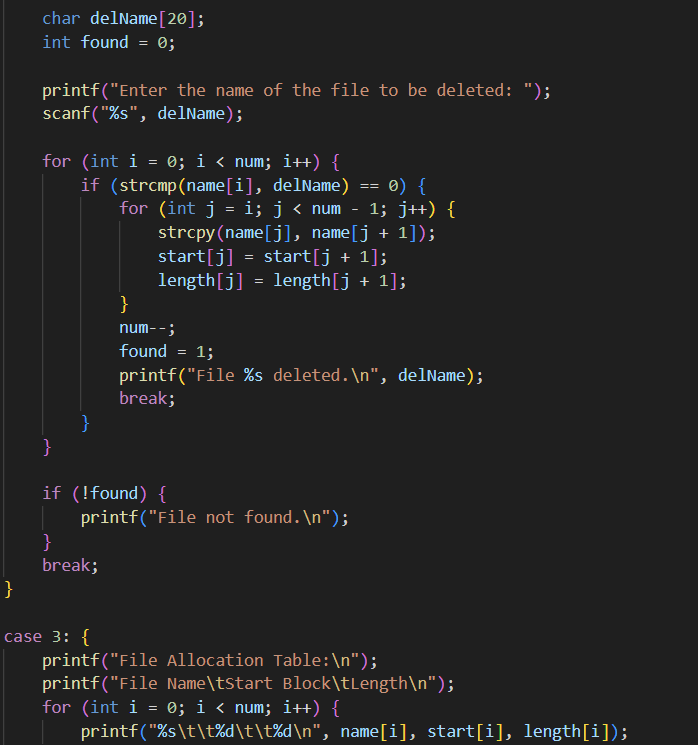 char delName[20];
    int found = 0;

    printf("Enter the name of the file to be deleted: ");
    scanf("%s", delName);

    for (int i = 0; i < num; i++) {
        if (strcmp(name[i], delName) == 0) {
            for (int j = i; j < num - 1; j++) {
                strcpy(name[j], name[j + 1]);
                start[j] = start[j + 1];
                length[j] = length[j + 1];
            }
            num--;
            found = 1;
            printf("File %s deleted.\n", delName);
            break;
        }
    }

    if (!found) {
        printf("File not found.\n");
    }
    break;
}

case 3: {
    printf("File Allocation Table:\n");
    printf("File Name\tStart Block\tLength\n");
    for (int i = 0; i < num; i++) {
        printf("%s\t\t%d\t\t%d\n", name[i], start[i], length[i]);